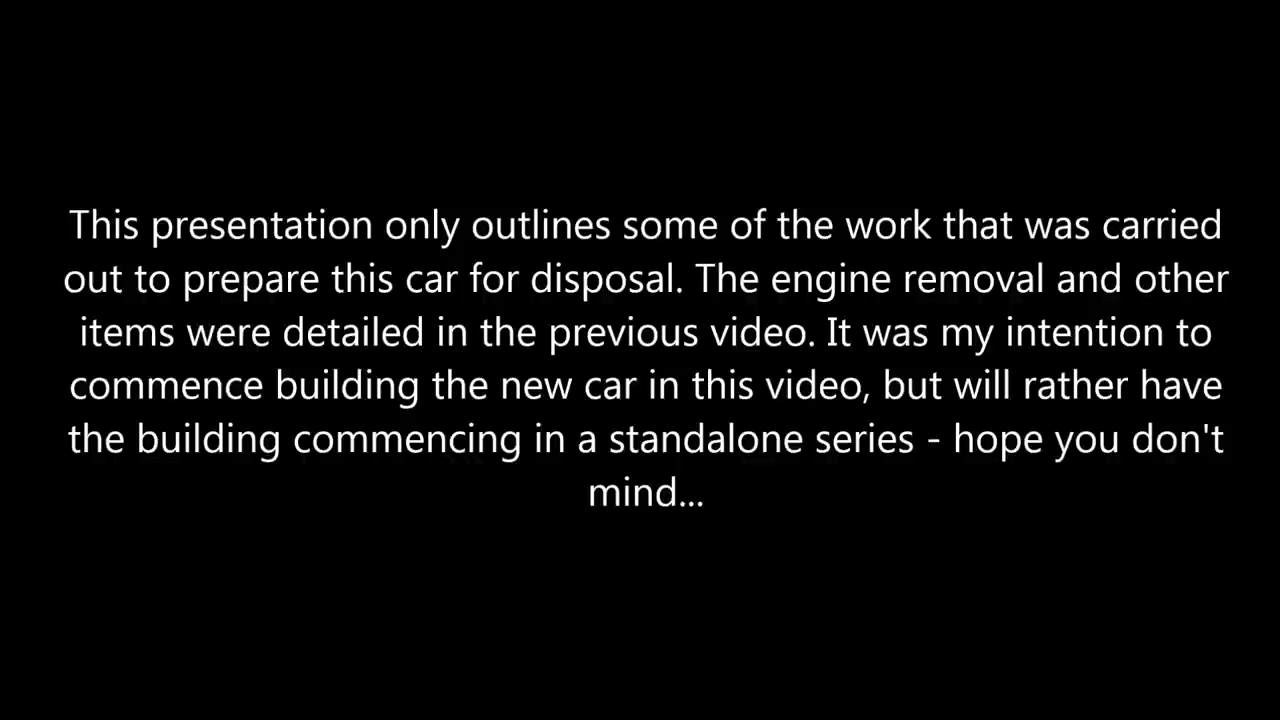 This presentation only outlines some of the work that was carried
out to prepare this car for disposal. The engine removal and other
items were detailed in the previous video. It was my intention to
commence building the new car in this video, but will rather have
the building commencing in a standalone series - hope you don't
mind...